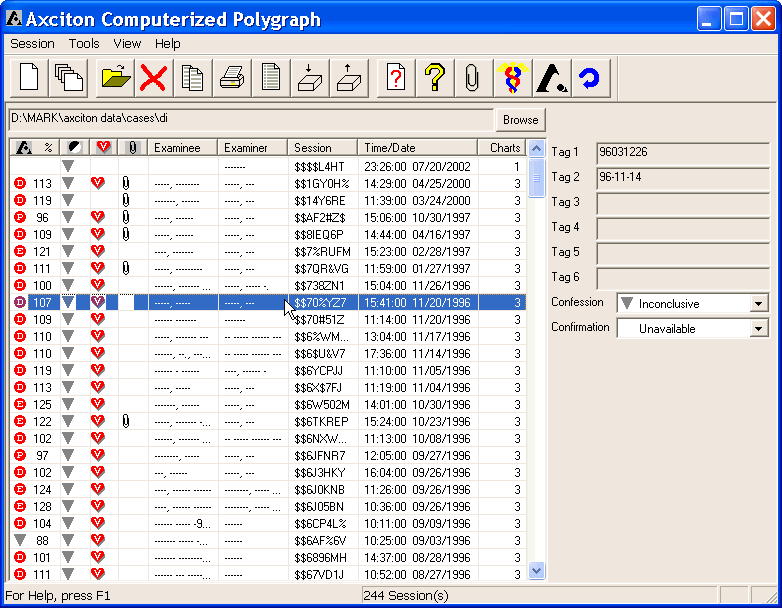 Axciton Computerized Polygraph
Session Tools View Help
D:\MARK\axciton data\cases\di Browse
% Examinee Examiner Session Time/Date Charts
------ $$$$L4HT 23:26:00 07/20/2002 1
D 113 V -----, ------- -----, --- $$1GY0H% 14:29:00 04/25/2000 3
D 119 -------, ------ -----, --- $$14Y6RE 11:39:00 03/24/2000 3
P 96 V -----, ------ -----, --- $$AF2#Z$ 15:06:00 10/30/1997 3
D 109 V -----, ------ -----, --- $$8IEQ6P 14:44:00 04/16/1997 3
E 121 V -----, ------ -----, --- $$7%RUFM 15:23:00 02/28/1997 3
D 111 V -----, --------- -----, --- $$7QR&VG 11:59:00 01/27/1997 3
D 100 V -----, ------ ... -----, ---- -. $$738ZN1 15:04:00 11/26/1996 3
D 107 V -----, ----- -----, --- $$70%YZ7 15:41:00 11/20/1996 3
D 109 V ----- ----- ------ $$70#51Z 11:14:00 11/20/1996 3
D 110 V -----, ------ --- -- ----- ------ --- $$6%WM... 13:04:00 11/17/1996 3
D 110 V -----, --., ---... -- ----- ------ --- $$6$U&V7 17:36:00 11/14/1996 3
D 119 V ---- - ----- ----, ------ - $$6YCPJJ 11:10:00 11/05/1996 3
D 113 V -----, ----- -----, --- $$6X$7FJ 11:19:00 11/04/1996 3
E 125 V -------, ----- -----, --- $$6W502M 14:01:00 10/30/1996 3
E 122 V ----, ------- -... -----, --- $$6TKREP 15:24:00 10/23/1996 3
D 102 V -----, ------ ... -- ----- ------ --- $$6NXW... 11:13:00 10/08/1996 3
P 97 V -------, ----- -----, --- $$6JFNR7 12:05:00 09/27/1996 3
D 102 V ---, ------ -----, --- $$6J3HKY 16:04:00 09/26/1996 3
E 124 V ----, ------ ------ --------, ----- ... $$6J0KNB 11:26:00 09/26/1996 3
E 128 V -----, ------ ------ --------, ----- ... $$6J05BN 10:36:00 09/26/1996 3
D 104 V ------ ----- -9... ------ $$6CP4L% 10:11:00 09/09/1996 3
88 V ----- --------... ------ $$6AF%6V 10:25:00 09/03/1996 3
D 101 V ----- --------... ------ $$6896MH 14:37:00 08/28/1996 3
D 111 V ------ --- -----... ------ $$67VD1J 10:52:00 08/27/1996 3
Tag 1 96031226
Tag 2 96-11-14
Tag 3
Tag 4
Tag 5
Tag 6
Confession Inconclusive
Confirmation Unavailable
For Help, press F1 244 Session(s)